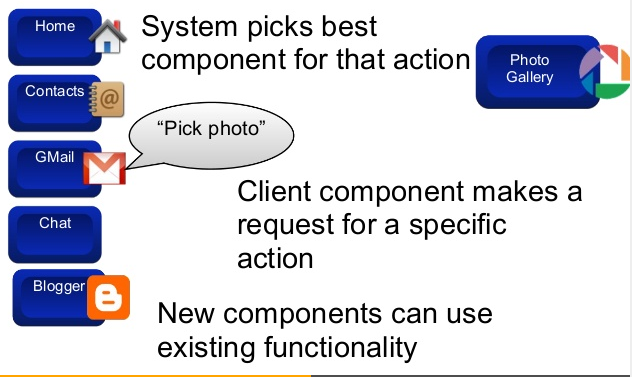 Home
System picks best
component for that action
Photo
Gallery
Contacts
@
“Pick photo”
GMail
Client component makes a
request for a specific
action
Chat
Blogger
New components can use
existing functionality